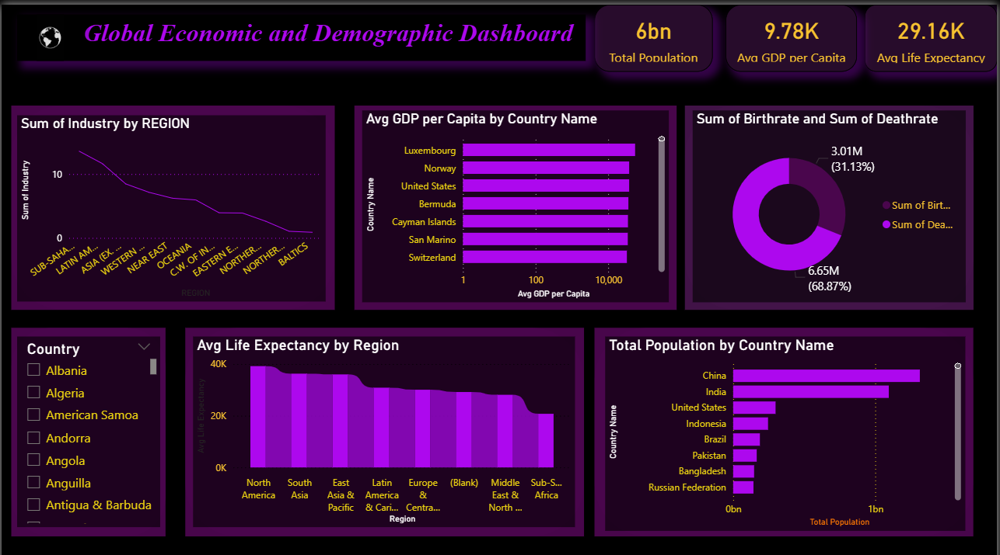 Global Economic and Demographic Dashboard
6bn
Total Population
9.78K
Avg GDP per Capita
29.16K
Avg Life Expectancy
Sum of Industry by REGION
Sum of Industry
10
0
SUB-SAHA...
LATIN AM...
ASIA (EX. ...
WESTERN ...
NEAR EAST
OCEANIA
C.W. OF IN...
EASTERN E...
NORTHER...
NORTHER...
BALTICS
REGION
Avg GDP per Capita by Country Name
Country Name
Luxembourg
Norway
United States
Bermuda
Cayman Islands
San Marino
Switzerland
1
100
10,000
Avg GDP per Capita
Sum of Birthrate and Sum of Deathrate
3.01M
(31.13%)
6.65M
(68.87%)
Sum of Birt...
Sum of Dea...
Country
Albania
Algeria
American Samoa
Andorra
Angola
Anguilla
Antigua & Barbuda
Avg Life Expectancy by Region
Avg Life Expectancy
40K
20K
0K
North
America
South
Asia
East
Asia &
Pacific
Latin
America
& Cari...
Europe
&
Centra...
(Blank)
Middle
East &
North ...
Sub-S...
Africa
Region
Total Population by Country Name
Country Name
China
India
United States
Indonesia
Brazil
Pakistan
Bangladesh
Russian Federation
0bn
1bn
Total Population